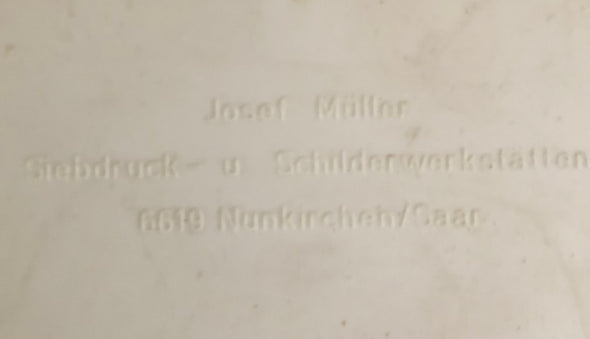 Josef Müller
Siebdruck- u Schilderwerkstätten
6619 Nunkirchen/Saar